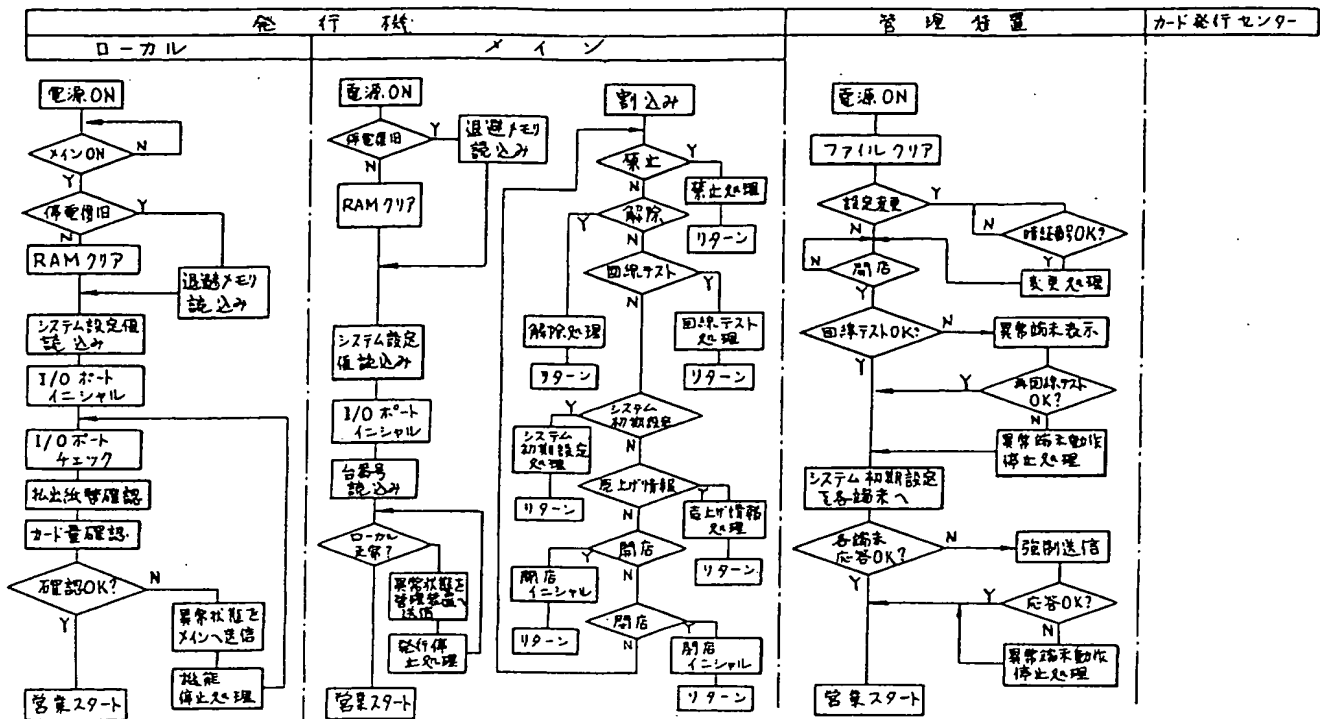 発行機
管理装置
カード発行センター
ローカル
メイン
電源ON
メインON
N
Y
停電復旧
Y
N
RAMクリア
退避メモリ
読込み
システム設定値
読込み
I/Oポート
イニシャル
I/Oポート
チェック
カード量確認
確認OK?
N
Y
異常状態を
メインへ送信
機能
停止処理
営業スタート
電源ON
停電復旧
Y
N
退避メモリ
読込み
RAMクリア
システム設定
値読込み
I/Oポート
イニシャル
台番号
読込み
ローカル
正常?
N
Y
異常状態を
管理装置へ
送信
発行停
止処理
営業スタート
割込み
禁止
Y
N
禁止処理
リターン
解除
Y
N
回線テスト
Y
N
解除処理
リターン
回線テスト
処理
リターン
システム
初期設定
Y
N
システム
初期設定
処理
リターン
売上げ情報
Y
N
売上げ情報
処理
リターン
開店
Y
N
開店
イニシャル
リターン
Y
N
イニシャル
リターン
電源ON
ファイルクリア
設定変更
Y
N
暗証番号OK?
N
Y
変更処理
開店
N
Y
回線テストOK?
N
Y
異常端末表示
再回線テスト
OK?
Y
N
異常端末動作
停止処理
システム初期設定
を各端末へ
各端末
応答OK?
N
Y
強制送信
応答OK?
Y
N
異常端末動作
停止処理
営業スタート